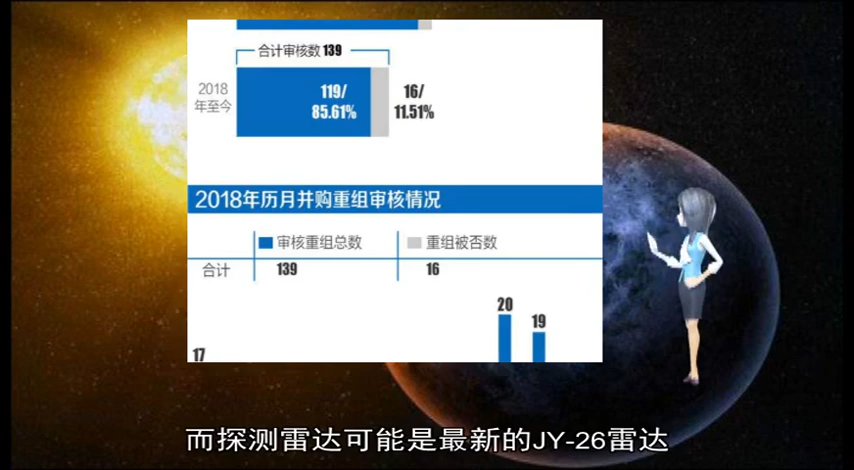 合计审核数 139
2018
年至今
119/
85.61%
16/
11.51%
2018年历月并购重组审核情况
审核重组总数
重组被否数
合计
139
16
20
19
17
而探测雷达可能是最新的JY-26雷达